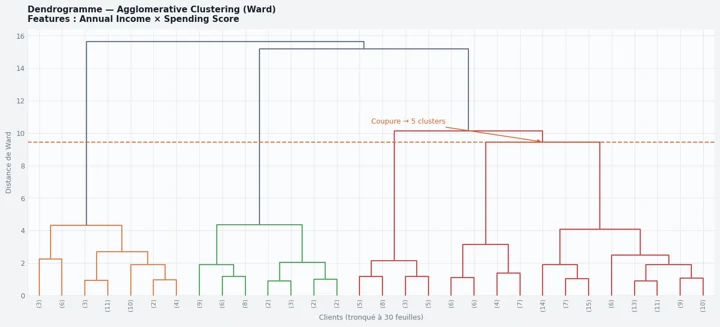 Dendrogramme — Agglomerative Clustering (Ward)
Features : Annual Income × Spending Score
16
14
12
10
8
6
4
2
0
Distance de Ward
Coupure → 5 clusters
(3) (6) (3) (11) (10) (2) (4) (9) (6) (8) (2) (3) (2) (2) (5) (8) (3) (5) (6) (6) (4) (7) (14) (7) (15) (6) (13) (11) (9) (10)
Clients (tronqué à 30 feuilles)